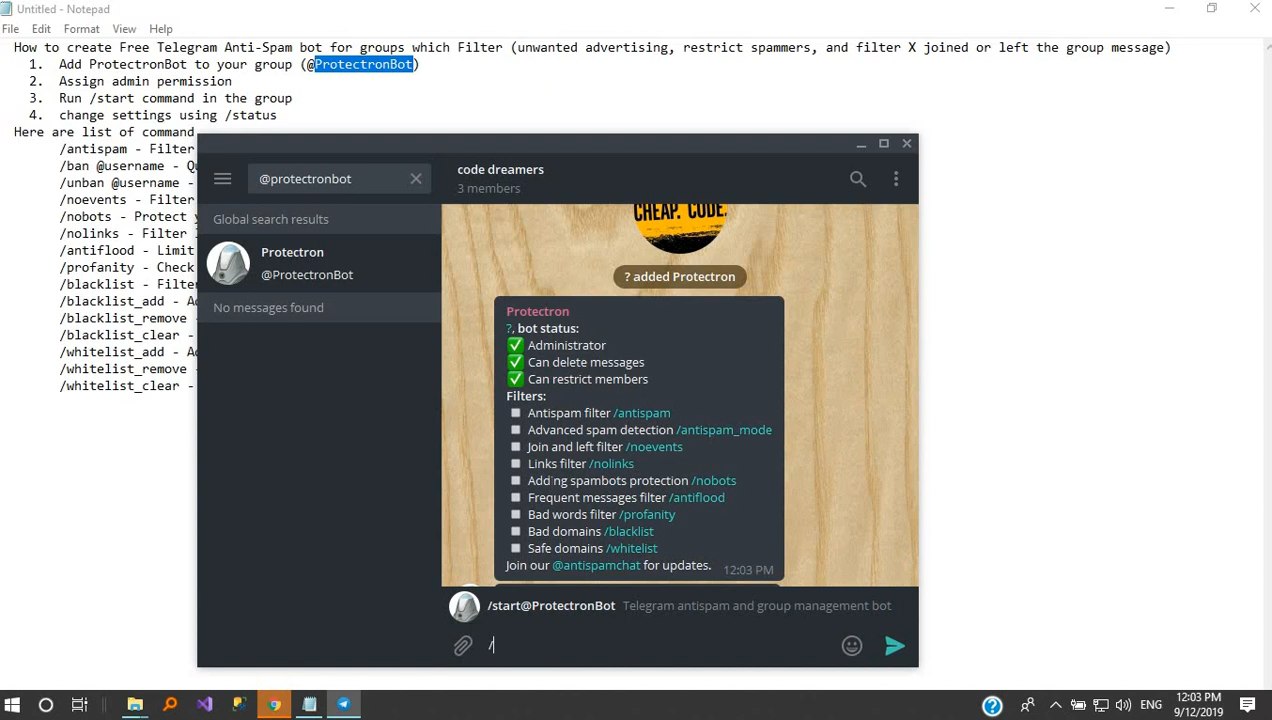 Untitled - Notepad
File Edit Format View Help
How to create Free Telegram Anti-Spam bot for groups which Filter (unwanted advertising, restrict spammers, and filter X joined or left the group message)
1. Add ProtectronBot to your group (@ProtectronBot)
2. Assign admin permission
3. Run /start command in the group
4. change settings using /status
Here are list of command
/antispam - Filter
/ban @username -
/unban @username -
/noevents - Filter
/nobots - Protect
/nolinks - Filter
/antiflood - Limit
/profanity - Check
/blacklist - Filter
/blacklist_add -
/blacklist_remove
/blacklist_clear -
/whitelist_add -
/whitelist_remove
/whitelist_clear -
@protectronbot
Global search results
Protectron
@ProtectronBot
No messages found
code dreamers
3 members
CHEAP. CODE.
? added Protectron
Protectron
?, bot status:
✅ Administrator
✅ Can delete messages
✅ Can restrict members
Filters:
Antispam filter /antispam
Advanced spam detection /antispam_mode
Join and left filter /noevents
Links filter /nolinks
Adding spambots protection /nobots
Frequent messages filter /antiflood
Bad words filter /profanity
Bad domains /blacklist
Safe domains /whitelist
Join our @antispamchat for updates. 12:03 PM
/start@ProtectronBot Telegram antispam and group management bot
/
ENG
12:03 PM
9/12/2019